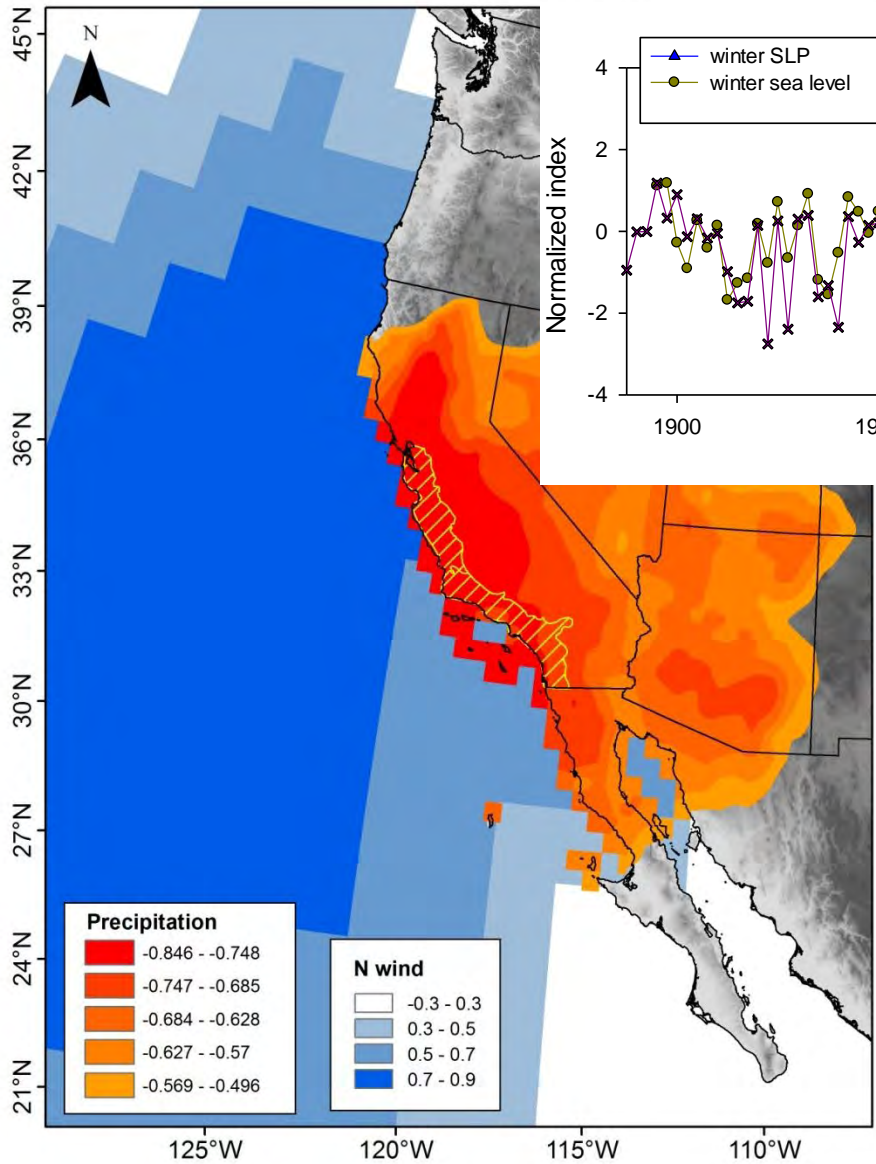 45°N
42°N
39°N
36°N
33°N
30°N
27°N
24°N
21°N
N
winter SLP
winter sea level
4
2
0
-2
-4
Normalized index
1900
19
Precipitation
-0.846 - -0.748
-0.747 - -0.685
-0.684 - -0.628
-0.627 - -0.57
-0.569 - -0.496
N wind
-0.3 - 0.3
0.3 - 0.5
0.5 - 0.7
0.7 - 0.9
125°W
120°W
115°W
110°W